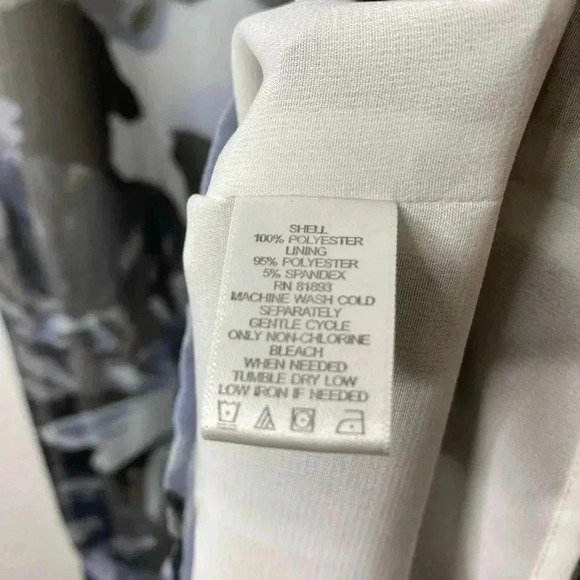 SHELL
100% POLYESTER
LINING
95% POLYESTER
5% SPANDEX
RN 81893
MACHINE WASH COLD
SEPARATELY
GENTLE CYCLE
ONLY NON-CHLORINE
BLEACH
WHEN NEEDED
TUMBLE DRY LOW
LOW IRON IF NEEDED